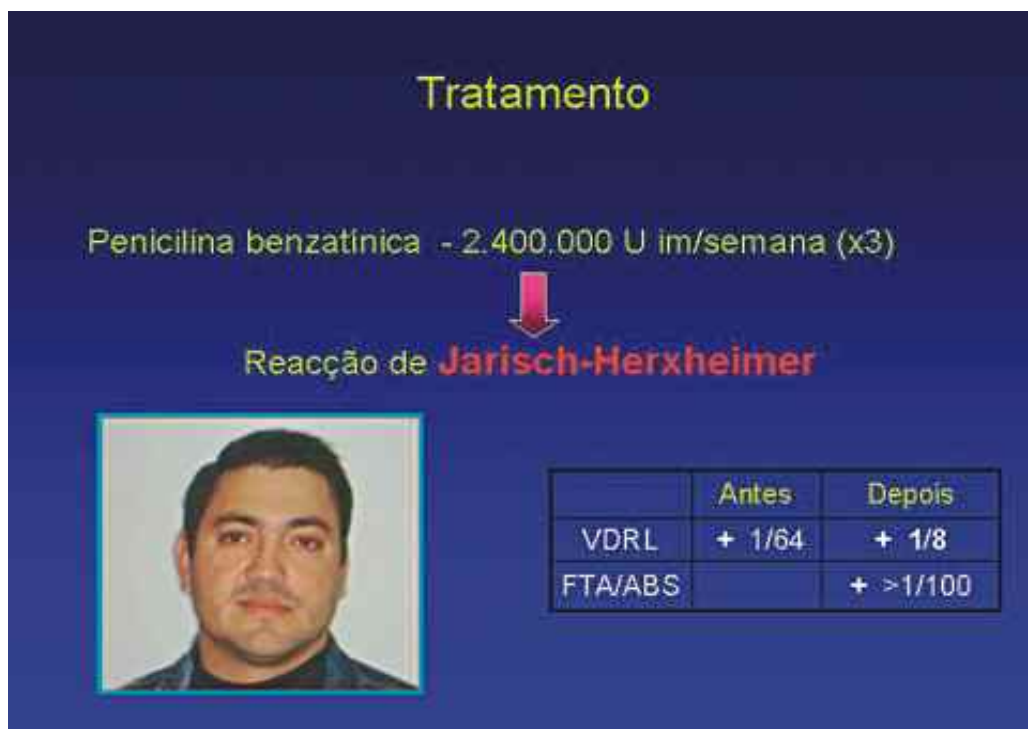 Tratamento
Penicilina benzatínica - 2.400.000 U im/semana (x3)
Reacção de Jarisch-Herxheimer
Antes Depois
VDRL + 1/64 + 1/8
FTA/ABS + >1/100